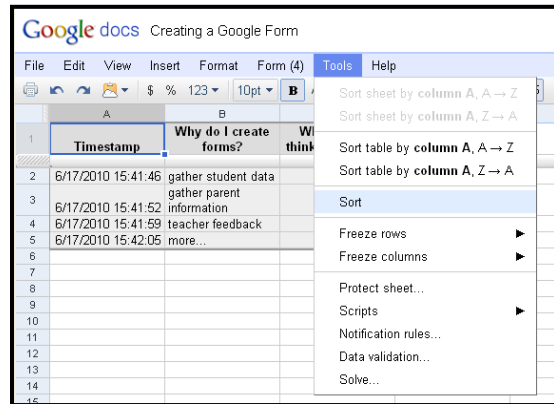 Google docs Creating a Google Form
File Edit View Insert Format Form (4) Tools Help
$ % 123 10pt B
Sort sheet by column A, A → Z
Sort sheet by column A, Z → A
Sort table by column A, A → Z
Sort table by column A, Z → A
Sort
Freeze rows
Freeze columns
Protect sheet...
Scripts
Notification rules...
Data validation...
Solve...
A B
1 Timestamp Why do I create
forms?
2 6/17/2010 15:41:46 gather student data
3 6/17/2010 15:41:52 gather parent
information
4 6/17/2010 15:41:59 teacher feedback
5 6/17/2010 15:42:05 more...
6
7
8
9
10
11
12
13
14
15